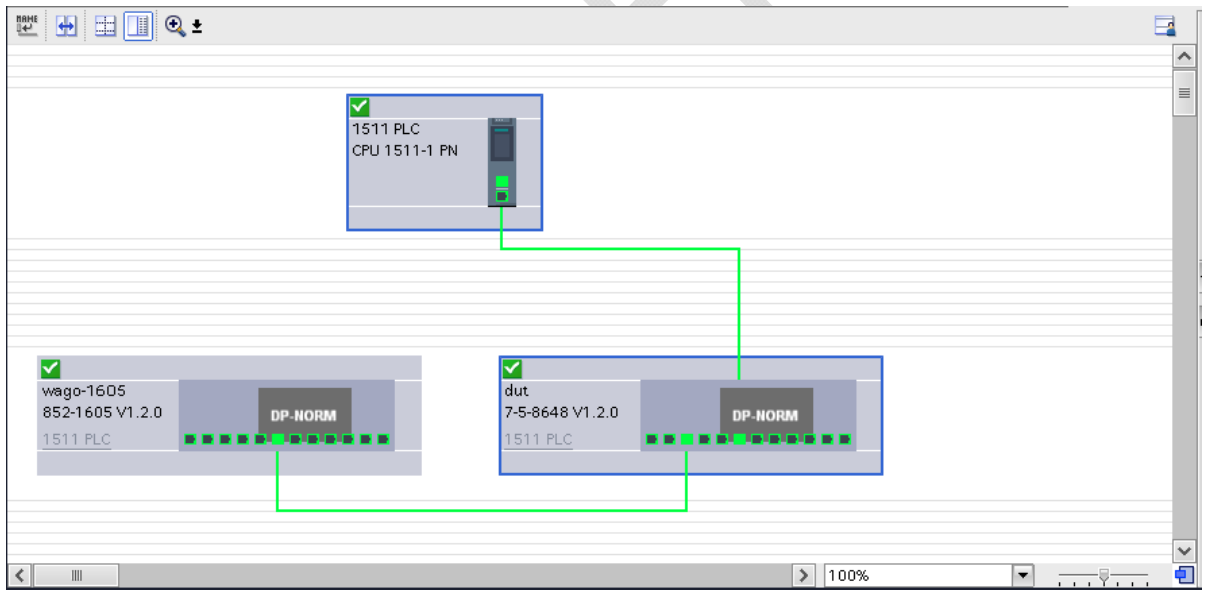 NAME
1511 PLC
CPU 1511-1 PN
wago-1605
852-1605 V1.2.0
1511 PLC
DP-NORM
dut
7-5-8648 V1.2.0
1511 PLC
DP-NORM
100%